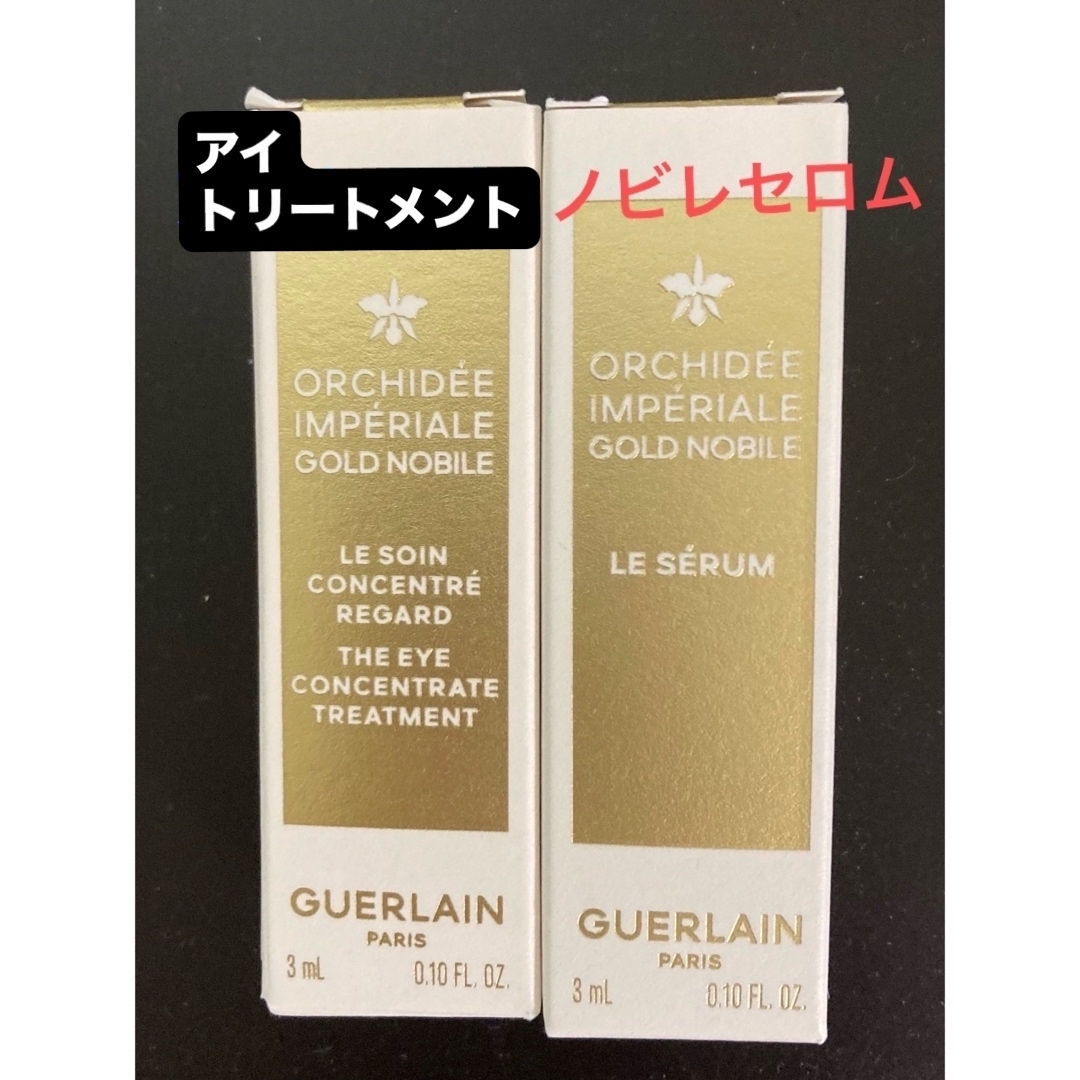 アイ
トリートメント
ORCHIDÉE
IMPÉRIALE
GOLD NOBILE
LE SOIN
CONCENTRÉ
REGARD
THE EYE
CONCENTRATE
TREATMENT
GUERLAIN
PARIS
3 mL 0.10 FL. OZ.
ノビレセロム
ORCHIDÉE
IMPÉRIALE
GOLD NOBILE
LE SÉRUM
GUERLAIN
PARIS
3 mL 0.10 FL. OZ.